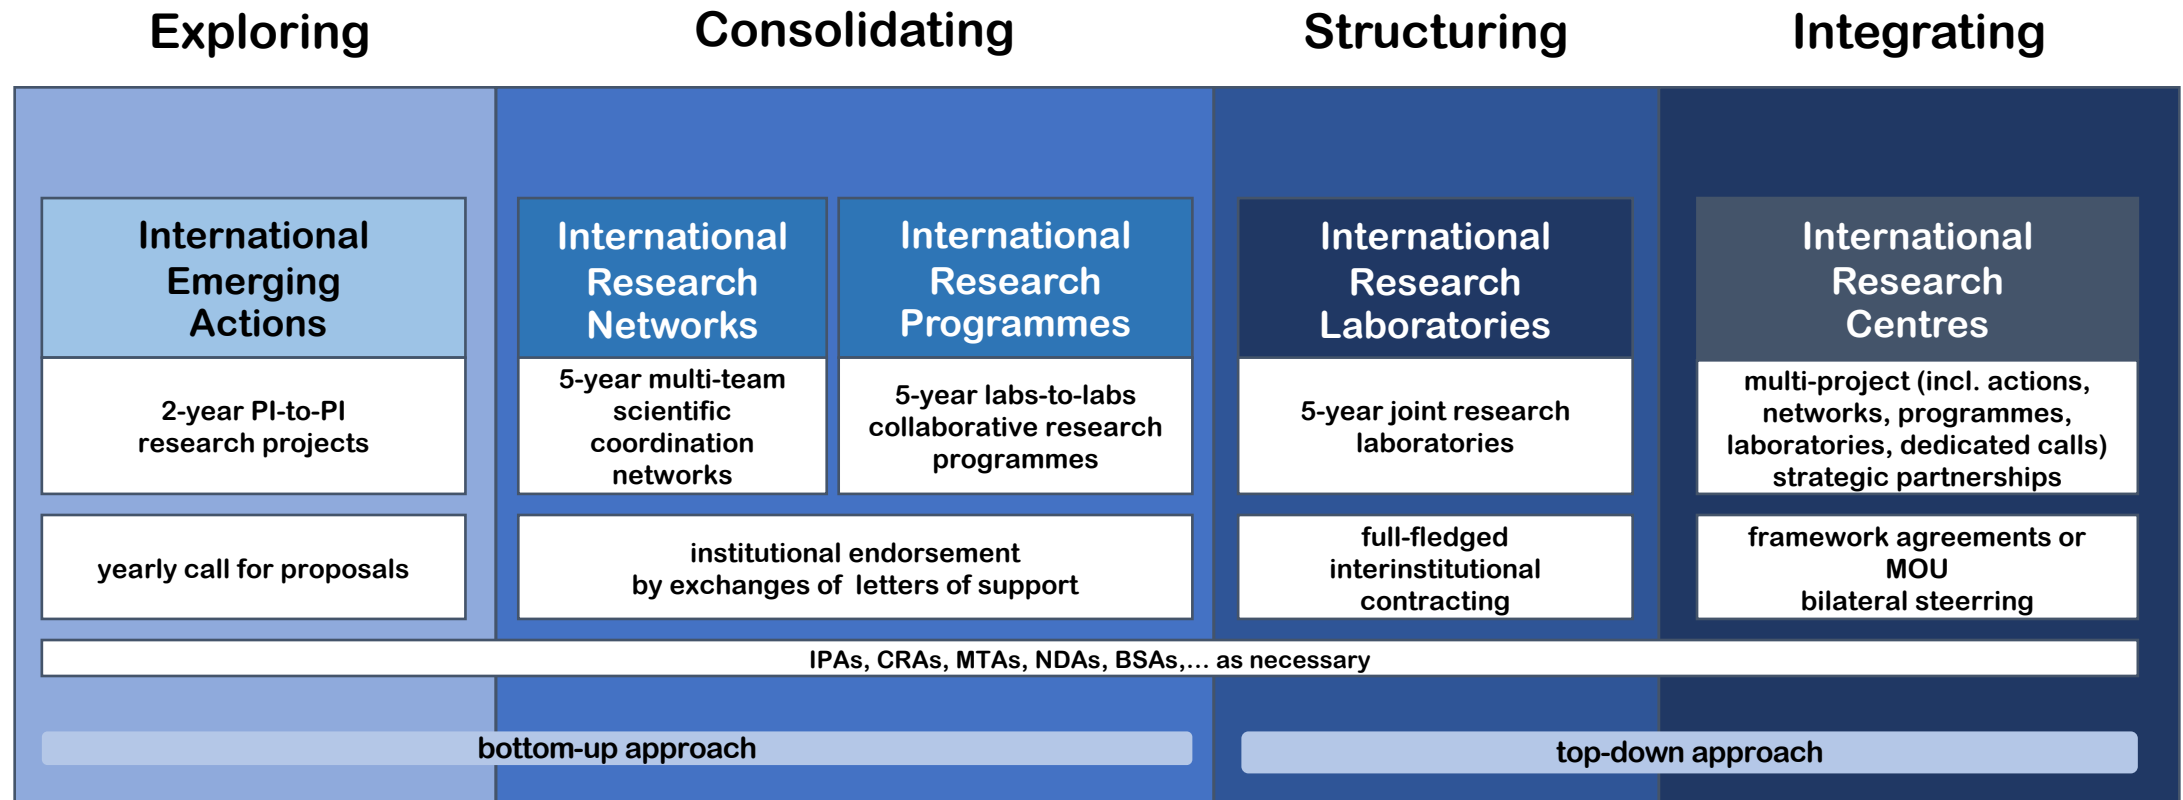 Exploring
Consolidating
Structuring
Integrating
International
Emerging
Actions
2-year PI-to-PI
research projects
yearly call for proposals
International
Research
Networks
5-year multi-team
scientific
coordination
networks
International
Research
Programmes
5-year labs-to-labs
collaborative research
programmes
institutional endorsement
by exchanges of letters of support
International
Research
Laboratories
5-year joint research
laboratories
full-fledged
interinstitutional
contracting
International
Research
Centres
multi-project (incl. actions,
networks, programmes,
laboratories, dedicated calls)
strategic partnerships
framework agreements or
MOU
bilateral steerring
IPAs, CRAs, MTAs, NDAs, BSAs,... as necessary
bottom-up approach
top-down approach